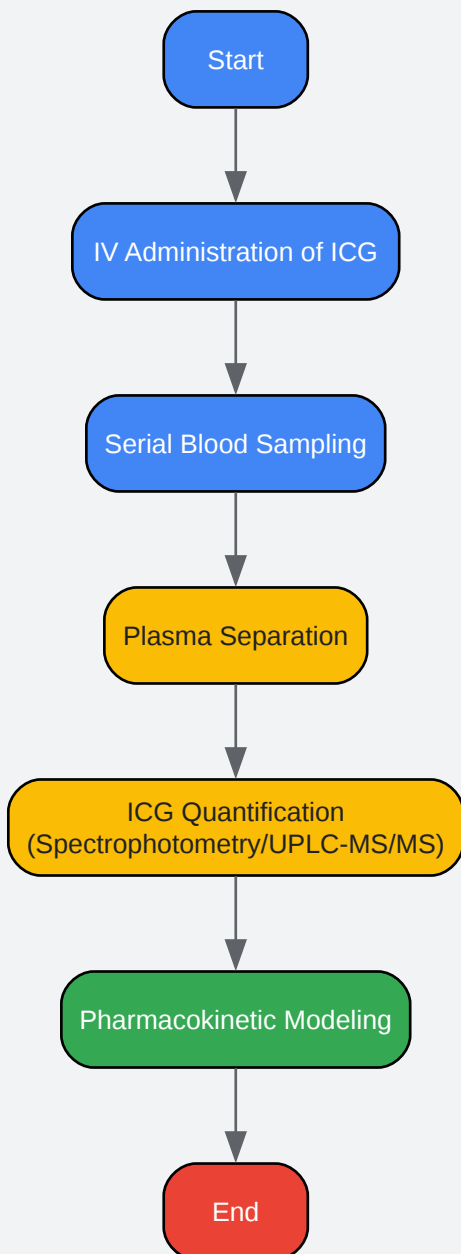 Start
IV Administration of ICG
Serial Blood Sampling
Plasma Separation
ICG Quantification
(Spectrophotometry/UPLC-MS/MS)
Pharmacokinetic Modeling
End